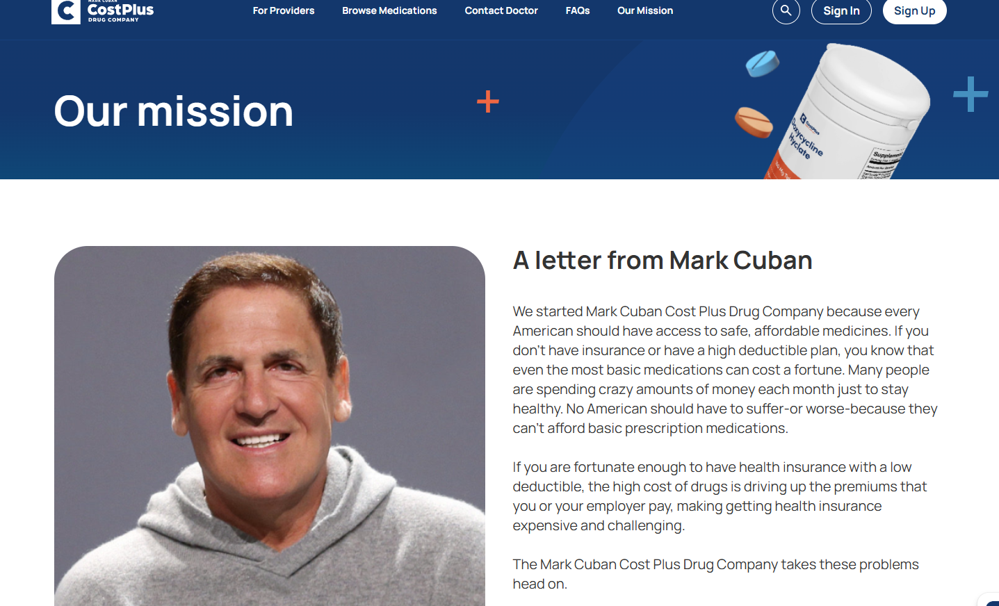 MARK CUBAN
CostPlus
DRUG COMPANY
For Providers
Browse Medications
Contact Doctor
FAQs
Our Mission
Sign In
Sign Up
Our mission
CostPlus
Doxycycline
Hyclate
A letter from Mark Cuban
We started Mark Cuban Cost Plus Drug Company because every
American should have access to safe, affordable medicines. If you
don't have insurance or have a high deductible plan, you know that
even the most basic medications can cost a fortune. Many people
are spending crazy amounts of money each month just to stay
healthy. No American should have to suffer-or worse-because they
can't afford basic prescription medications.
If you are fortunate enough to have health insurance with a low
deductible, the high cost of drugs is driving up the premiums that
you or your employer pay, making getting health insurance
expensive and challenging.
The Mark Cuban Cost Plus Drug Company takes these problems
head on.